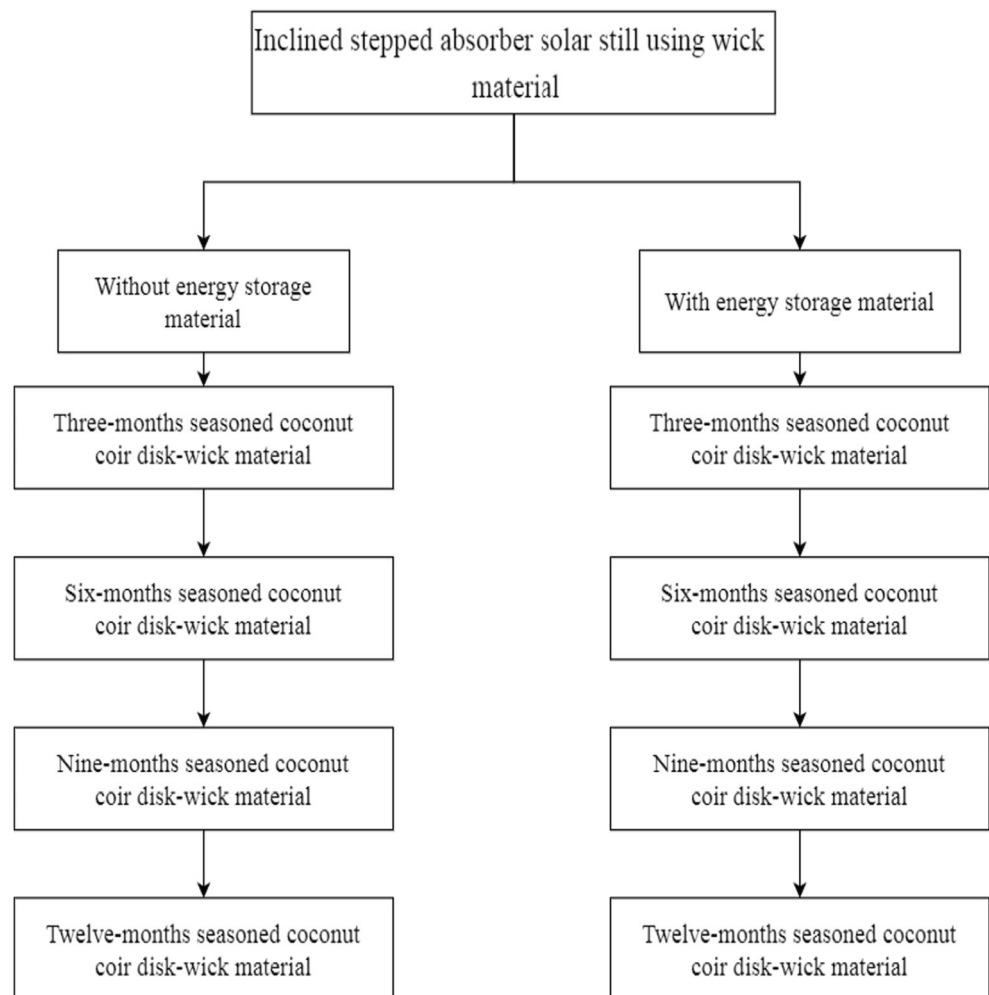 Inclined stepped absorber solar still using wick
material
Without energy storage
material
With energy storage material
Three-months seasoned coconut
coir disk-wick material
Three-months seasoned coconut
coir disk-wick material
Six-months seasoned coconut
coir disk-wick material
Six-months seasoned coconut
coir disk-wick material
Nine-months seasoned coconut
coir disk-wick material
Nine-months seasoned coconut
coir disk-wick material
Twelve-months seasoned coconut
coir disk-wick material
Twelve-months seasoned coconut
coir disk-wick material